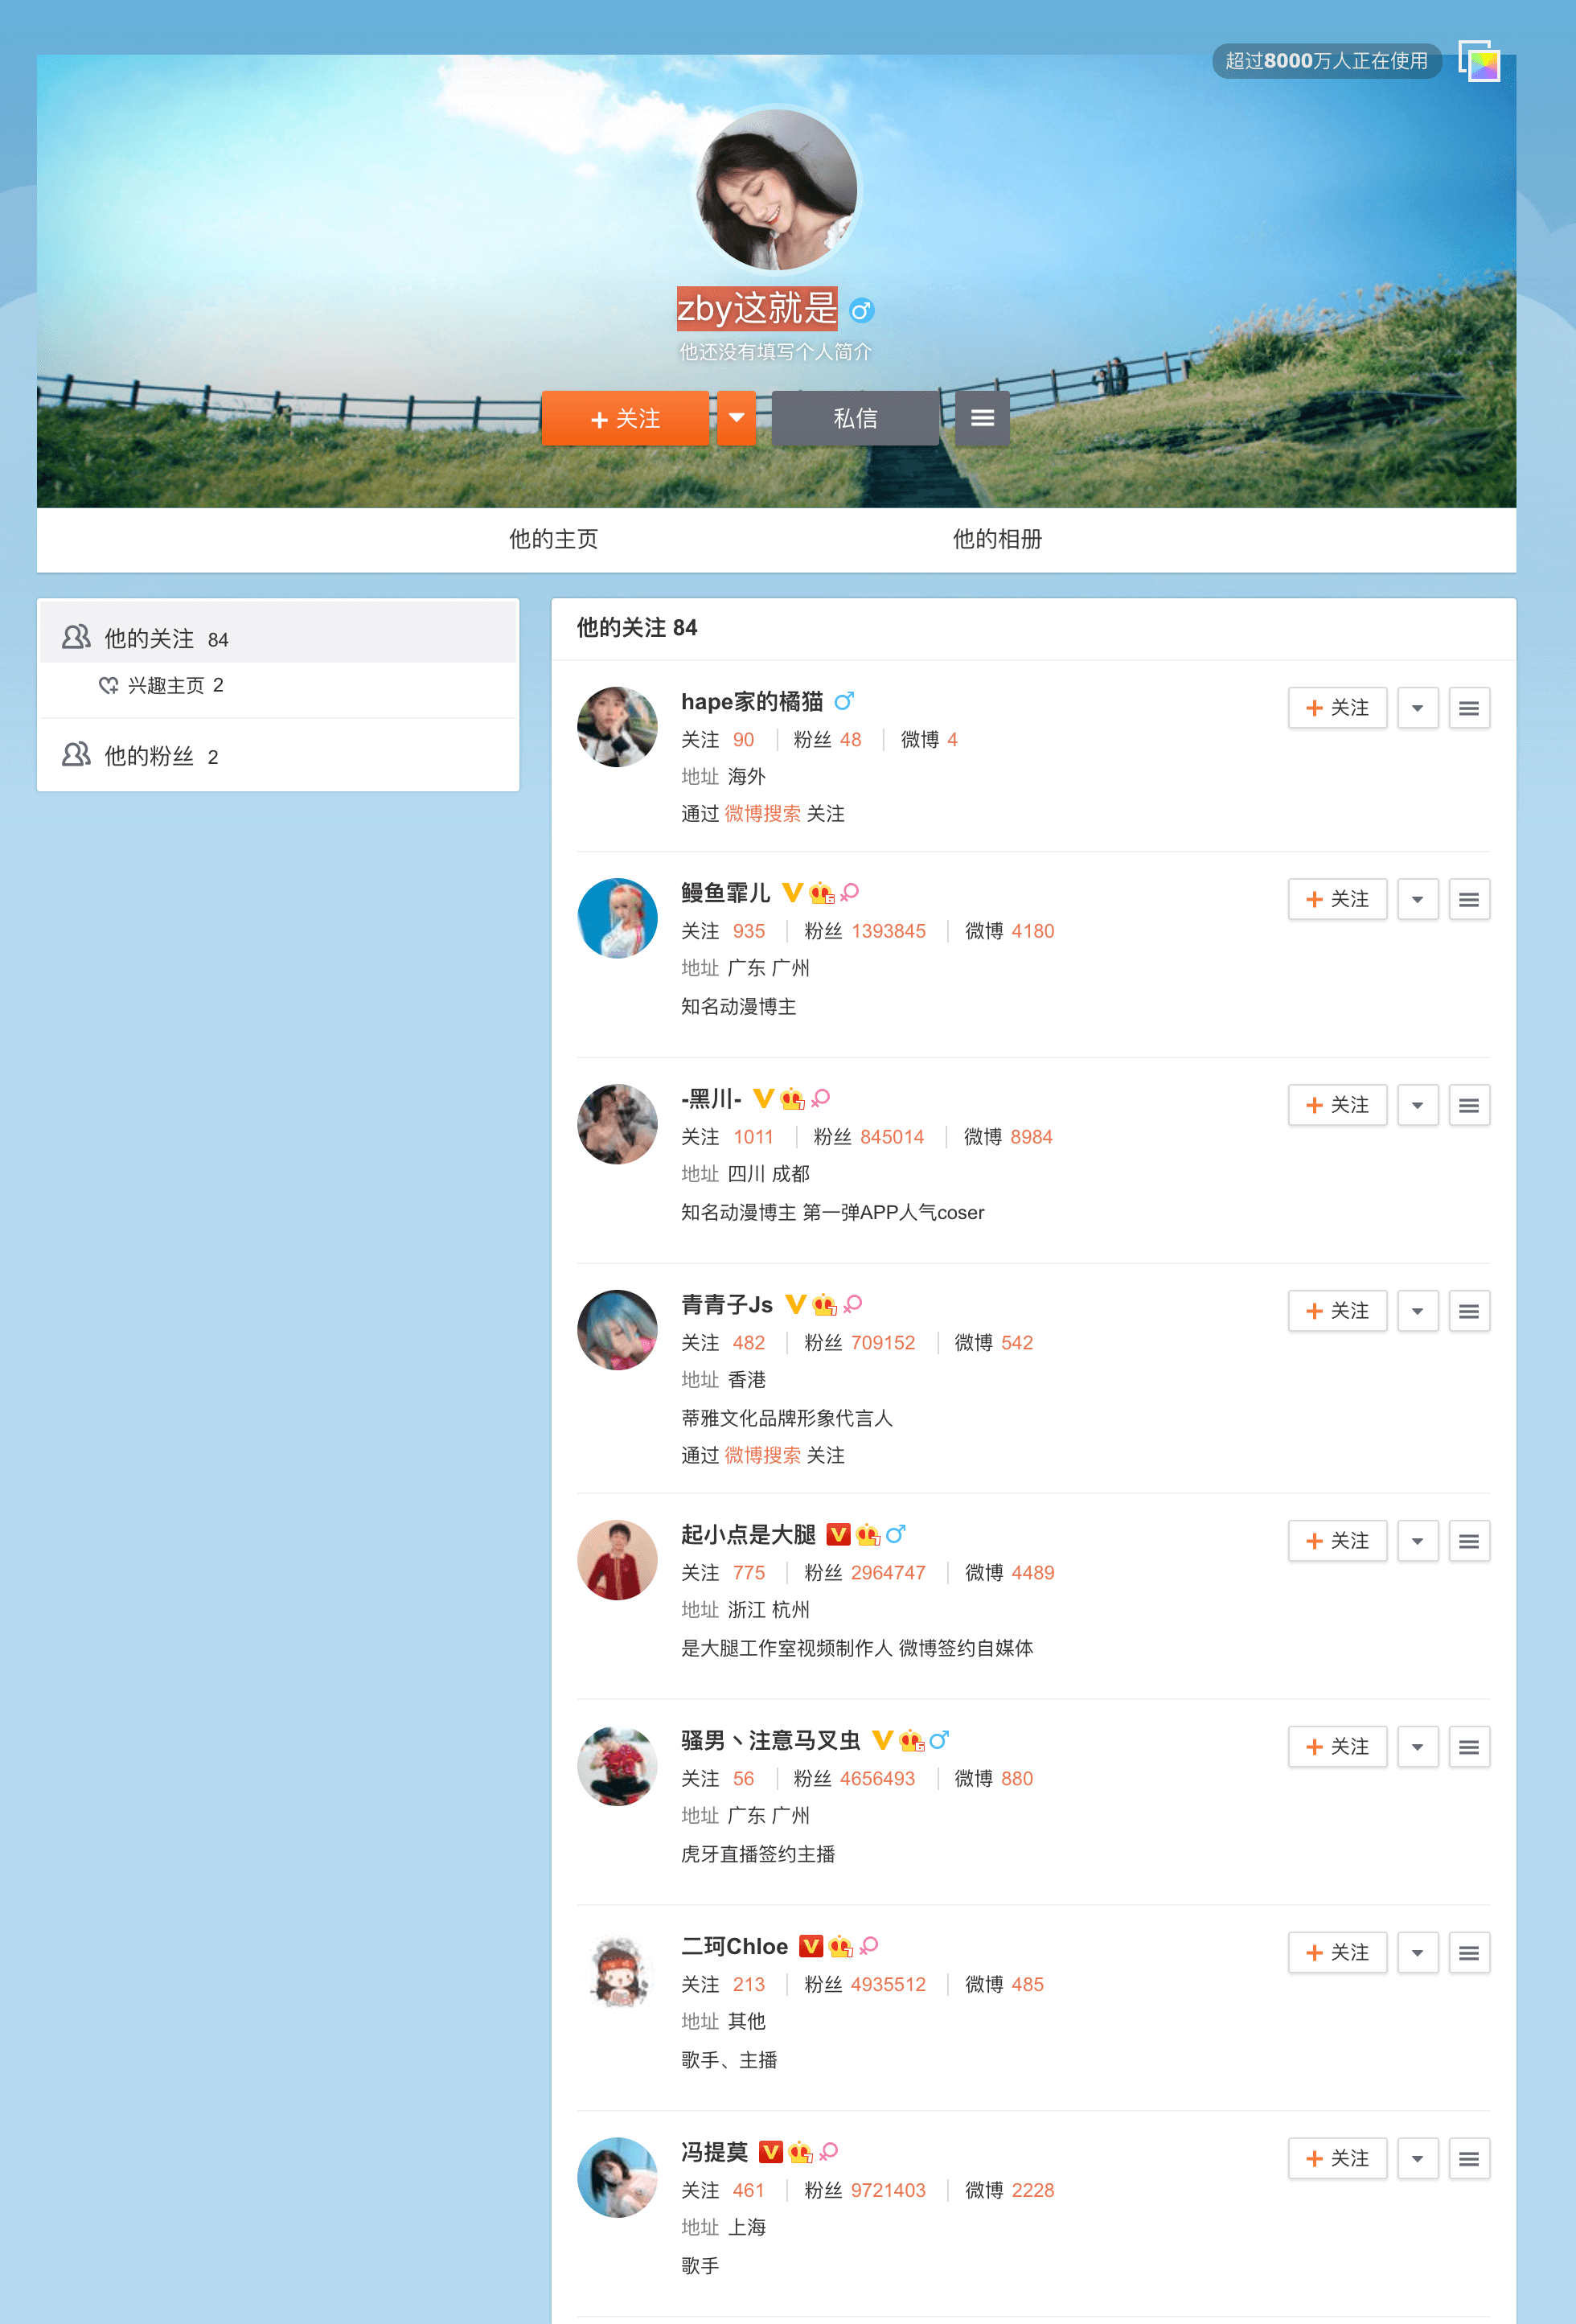 超过8000万人正在使用
zby这就是
他还没有填写个人简介
+ 关注 私信
他的主页 他的相册
他的关注 84
兴趣主页 2
他的粉丝 2
他的关注 84
hape家的橘猫
+ 关注
关注 90 粉丝 48 微博 4
地址 海外
通过 微博搜索 关注
鳗鱼霏儿
+ 关注
关注 935 粉丝 1393845 微博 4180
地址 广东 广州
知名动漫博主
-黑川-
+ 关注
关注 1011 粉丝 845014 微博 8984
地址 四川 成都
知名动漫博主 第一弹APP人气coser
青青子Js
+ 关注
关注 482 粉丝 709152 微博 542
地址 香港
蒂雅文化品牌形象代言人
通过 微博搜索 关注
起小点是大腿
+ 关注
关注 775 粉丝 2964747 微博 4489
地址 浙江 杭州
是大腿工作室视频制作人 微博签约自媒体
骚男丶注意马叉虫
+ 关注
关注 56 粉丝 4656493 微博 880
地址 广东 广州
虎牙直播签约主播
二珂Chloe
+ 关注
关注 213 粉丝 4935512 微博 485
地址 其他
歌手、主播
冯提莫
+ 关注
关注 461 粉丝 9721403 微博 2228
地址 上海
歌手